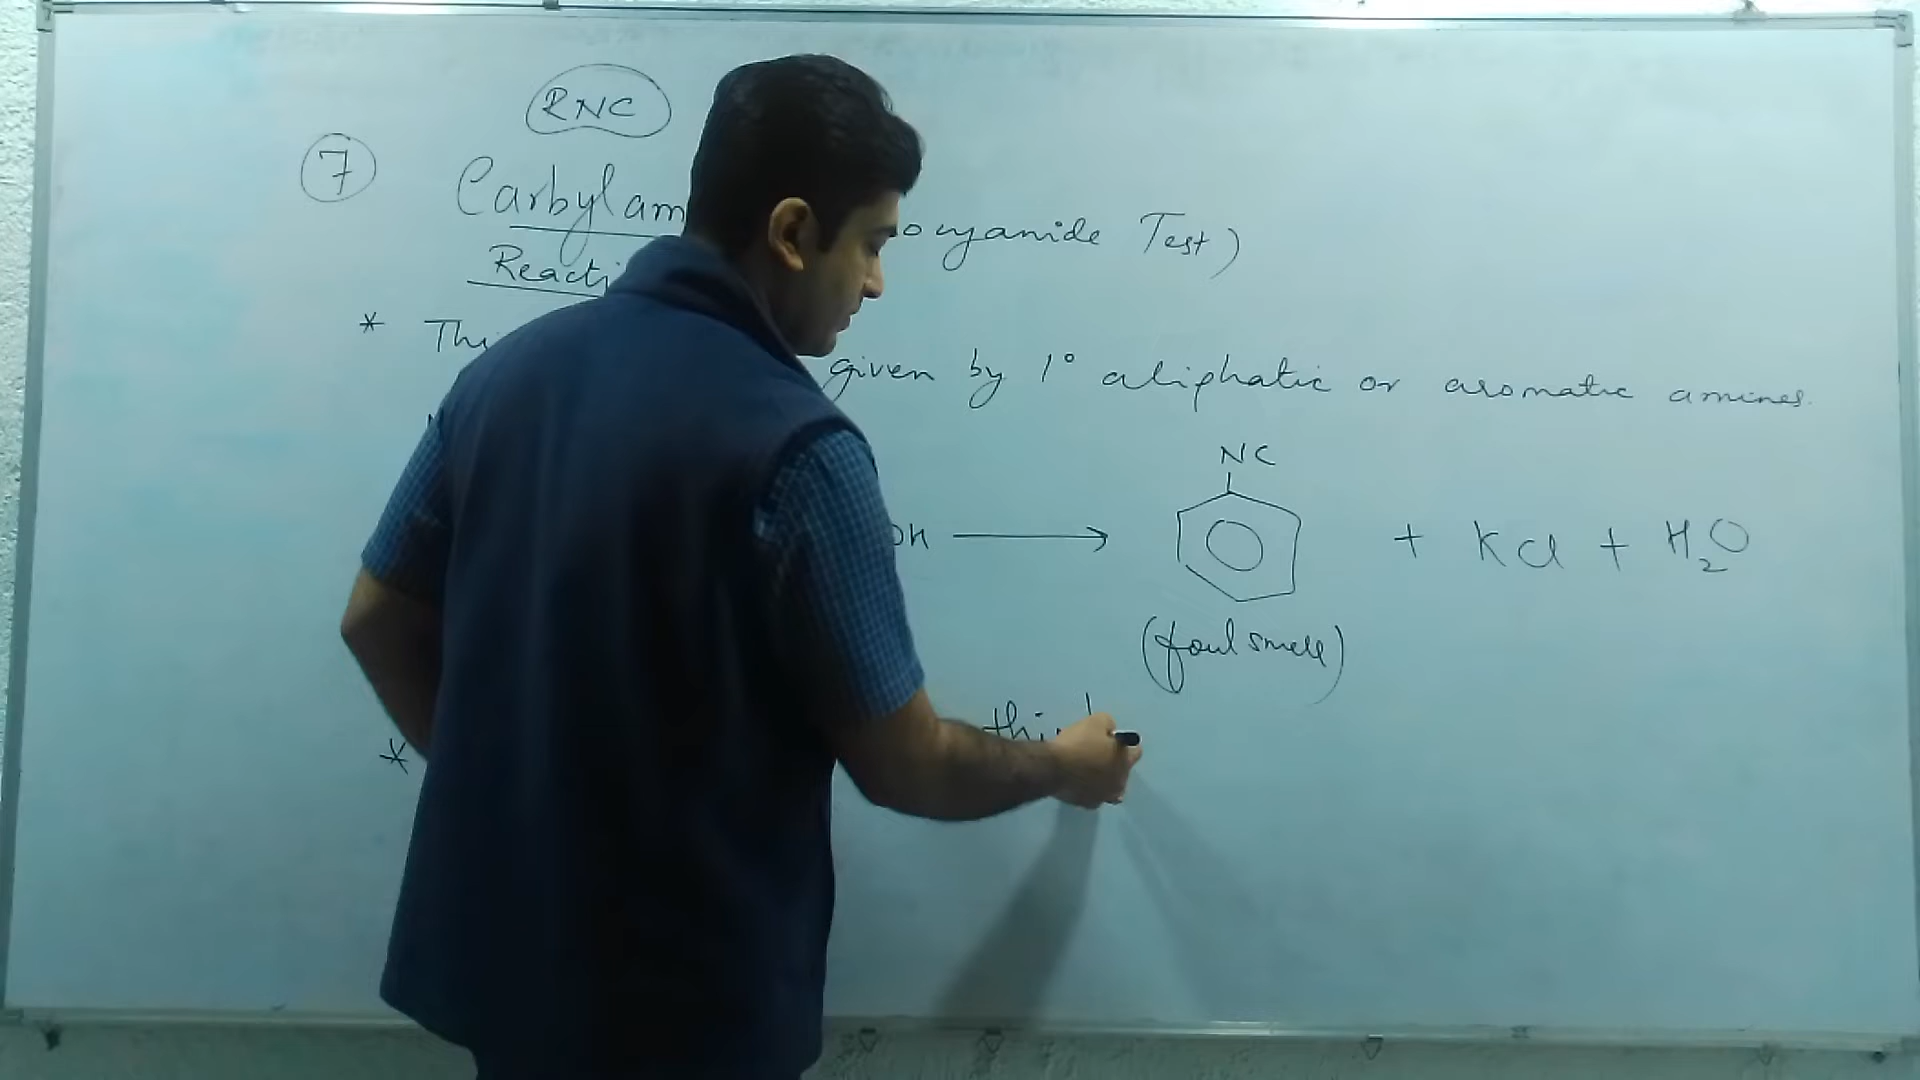 RNC
7 Carbylam ocyanide Test)
Reacti
* Thi given by 1° aliphatic or aromatic amines.
NC
OH ⟶ + KCl + H₂O
(foul smell)
* thi